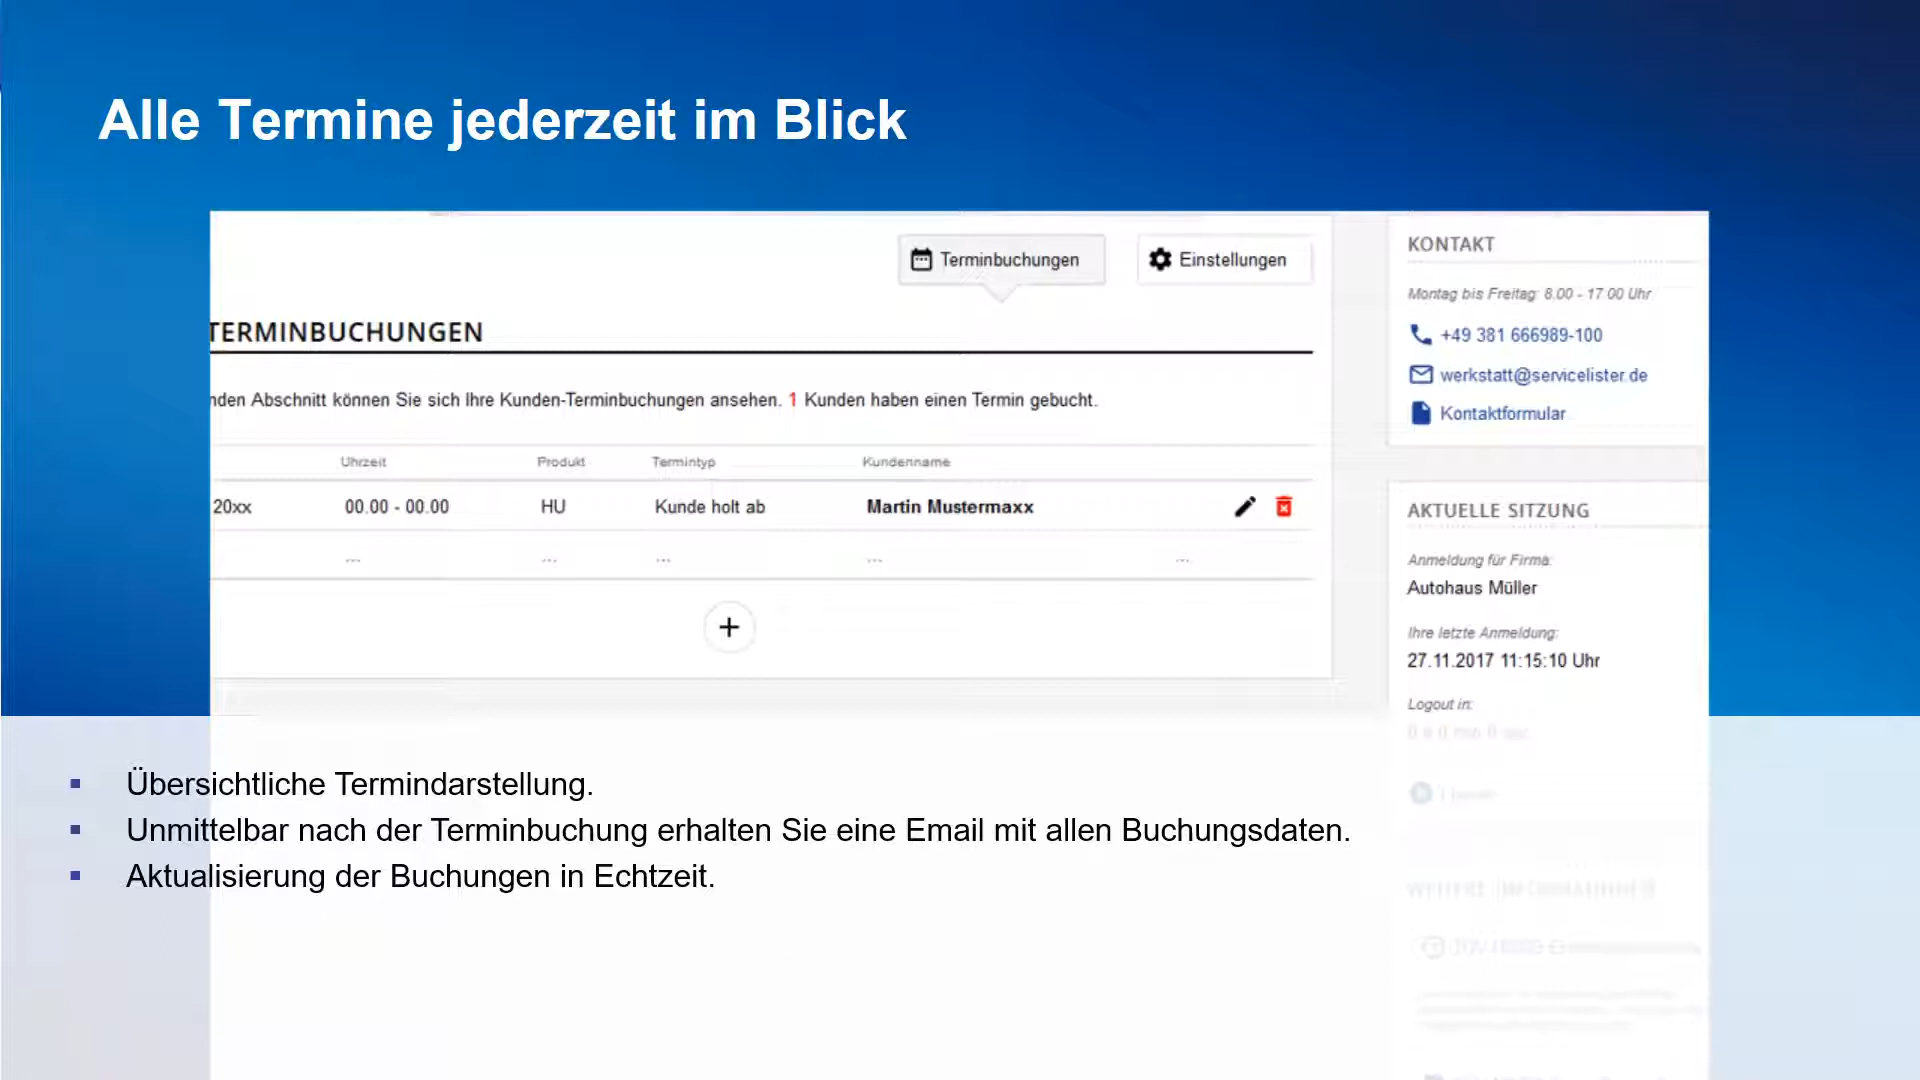 Alle Termine jederzeit im Blick
Terminbuchungen
Einstellungen
TERMINBUCHUNGEN
nden Abschnitt können Sie sich Ihre Kunden-Terminbuchungen ansehen. 1 Kunden haben einen Termin gebucht.
Uhrzeit Produkt Termintyp Kundenname
20xx 00.00 - 00.00 HU Kunde holt ab Martin Mustermaxx
... ... ... ... ...
KONTAKT
Montag bis Freitag: 8.00 - 17.00 Uhr
+49 381 666989-100
werkstatt@servicelister.de
Kontaktformular
AKTUELLE SITZUNG
Anmeldung für Firma:
Autohaus Müller
Ihre letzte Anmeldung:
27.11.2017 11:15:10 Uhr
Logout in:
Übersichtliche Termindarstellung.
Unmittelbar nach der Terminbuchung erhalten Sie eine Email mit allen Buchungsdaten.
Aktualisierung der Buchungen in Echtzeit.